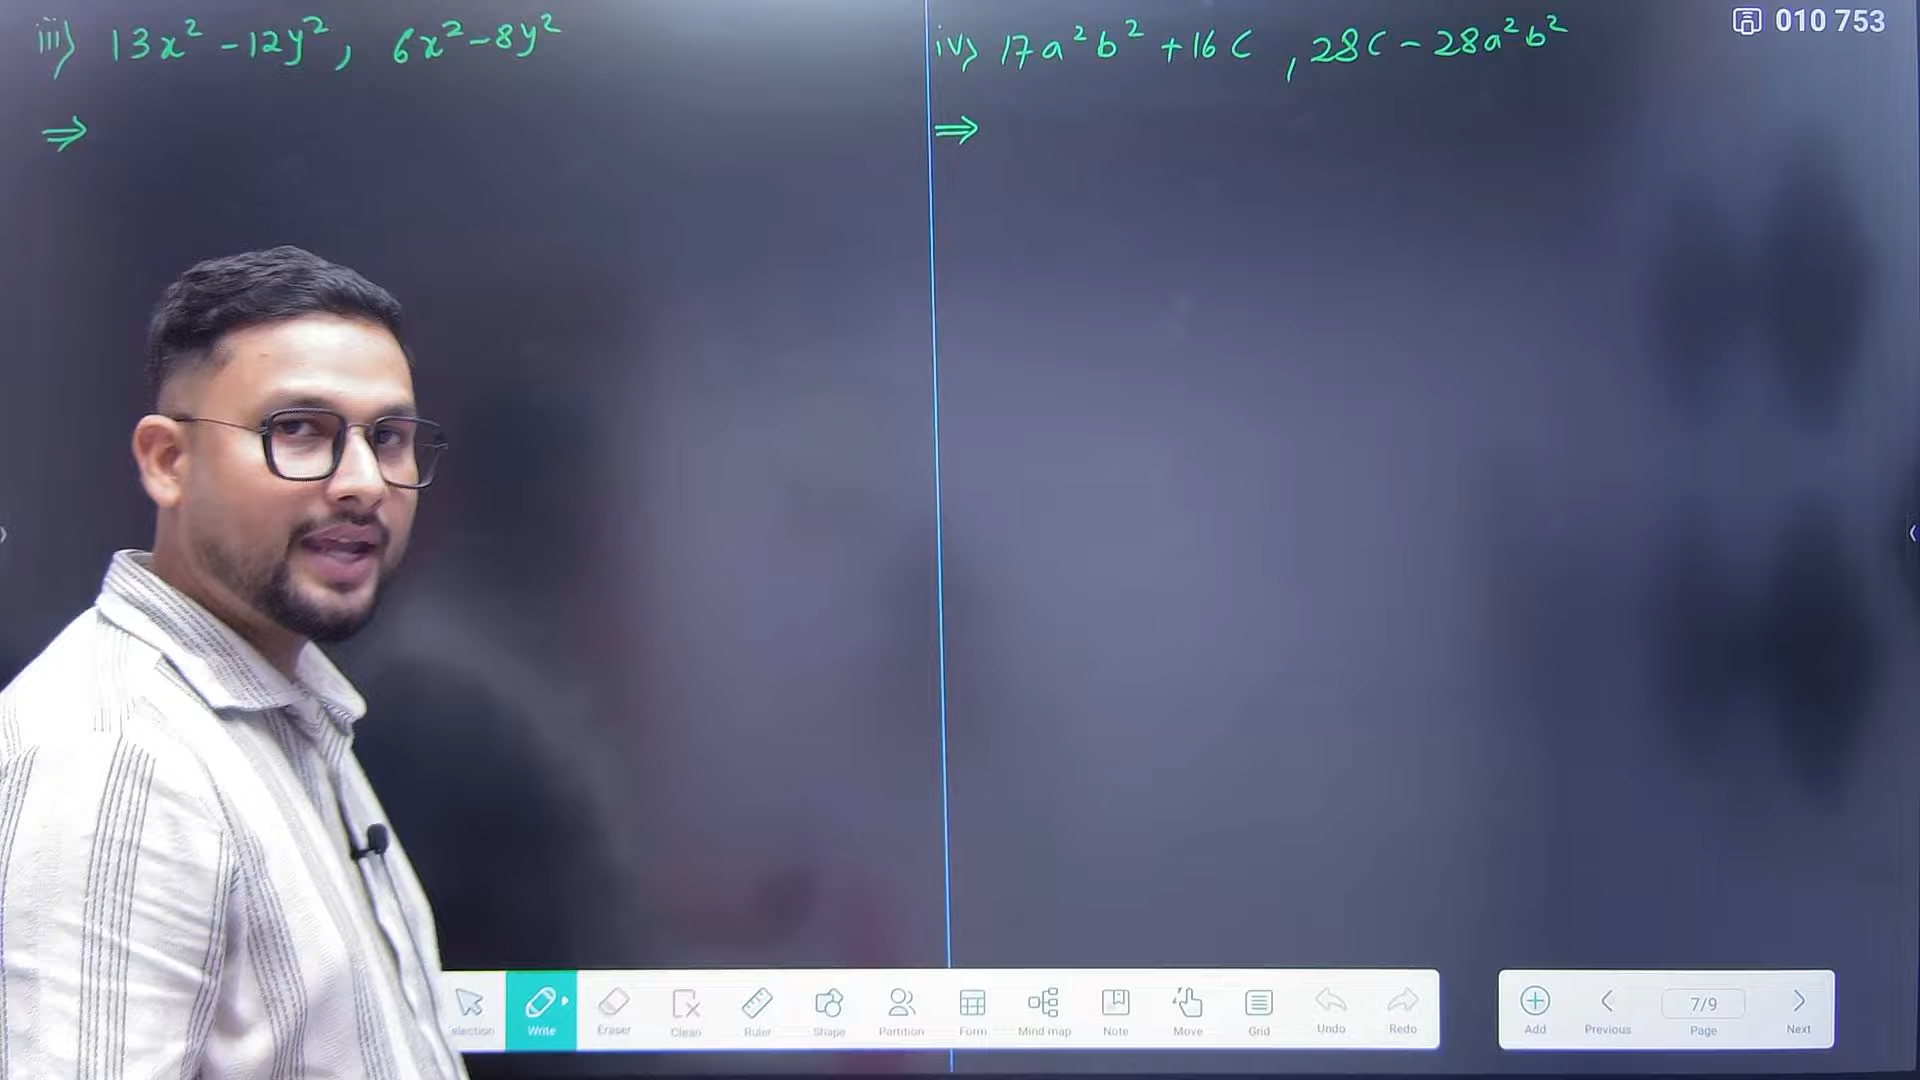 iii) 13x² - 12y², 6x² - 8y²
⇒
iv) 17a²b² + 16c, 28c - 28a²b²
⇒
010 753
election Write Eraser Clean Ruler Shape Partition Form Mind map Note Move Grid Undo Redo
Add Previous 7/9 Page Next